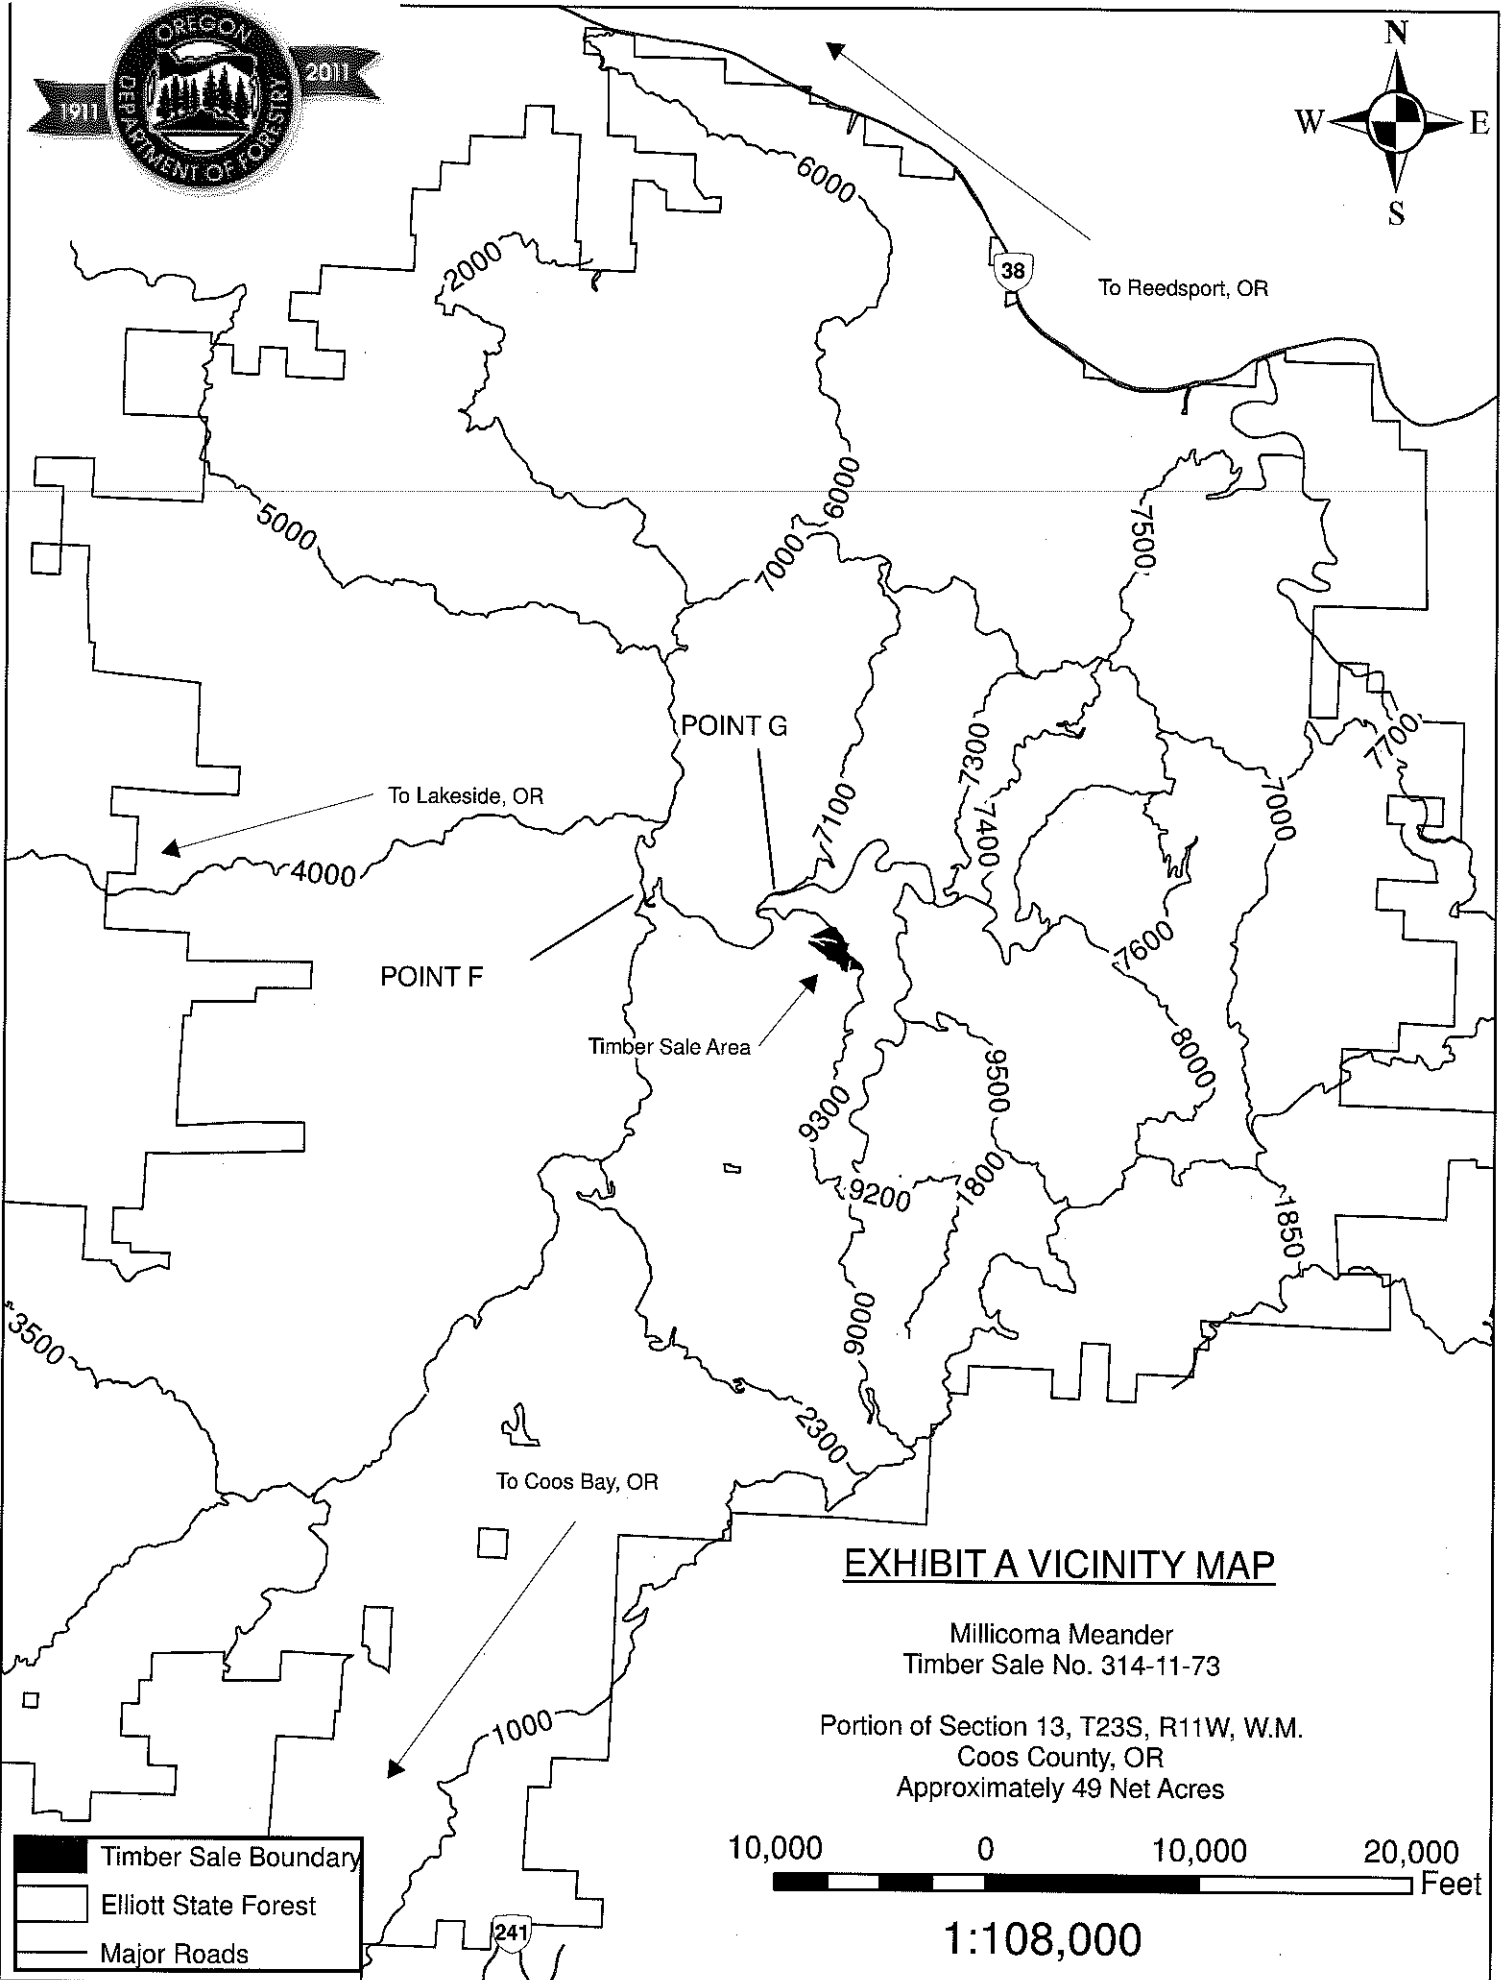 OREGON
DEPARTMENT OF FORESTRY
1911
2011
N
W
E
S
6000
2000
38
To Reedsport, OR
5000
6000
7000
7500
POINT G
7300
7700
To Lakeside, OR
7100
7400
7000
4000
POINT F
7600
Timber Sale Area
8000
9500
9300
9200
1800
1850
3500
9000
2300
To Coos Bay, OR
1000
EXHIBIT A VICINITY MAP
Millicoma Meander
Timber Sale No. 314-11-73
Portion of Section 13, T23S, R11W, W.M.
Coos County, OR
Approximately 49 Net Acres
Timber Sale Boundary
Elliott State Forest
Major Roads
241
10,000 0 10,000 20,000
Feet
1:108,000